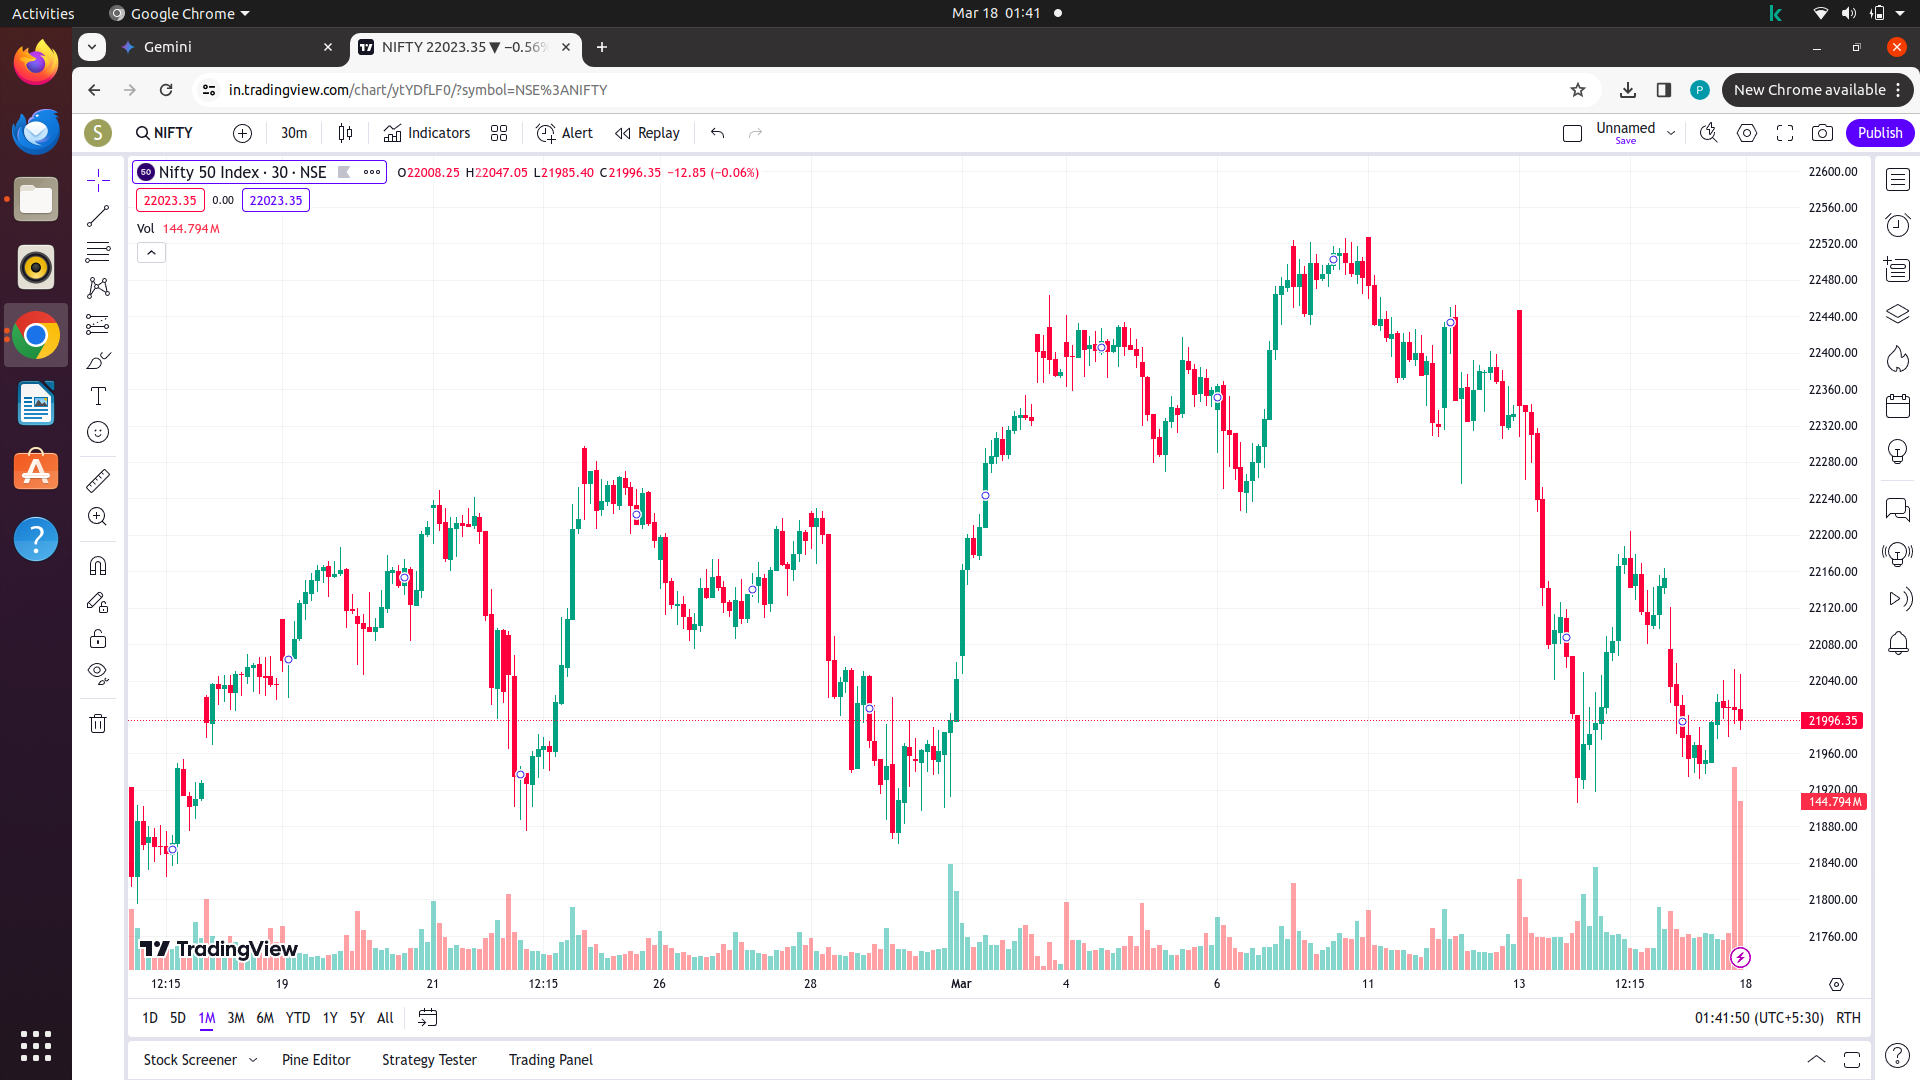 Activities
Google Chrome
Mar 18 01:41
Gemini
NIFTY 22023.35 ▼ −0.56%
in.tradingview.com/chart/ytYDfLF0/?symbol=NSE%3ANIFTY
P
New Chrome available
S
NIFTY
30m
Indicators
Alert
Replay
Unnamed
Save
Publish
50 Nifty 50 Index · 30 · NSE
O22008.25 H22047.05 L21985.40 C21996.35 −12.85 (−0.06%)
22023.35 0.00 22023.35
Vol 144.794M
22600.00
22560.00
22520.00
22480.00
22440.00
22400.00
22360.00
22320.00
22280.00
22240.00
22200.00
22160.00
22120.00
22080.00
22040.00
21996.35
21960.00
21920.00
144.794M
21880.00
21840.00
21800.00
21760.00
TradingView
12:15 19 21 12:15 26 28 Mar 4 6 11 13 12:15 18
1D 5D 1M 3M 6M YTD 1Y 5Y All
01:41:50 (UTC+5:30) RTH
Stock Screener Pine Editor Strategy Tester Trading Panel